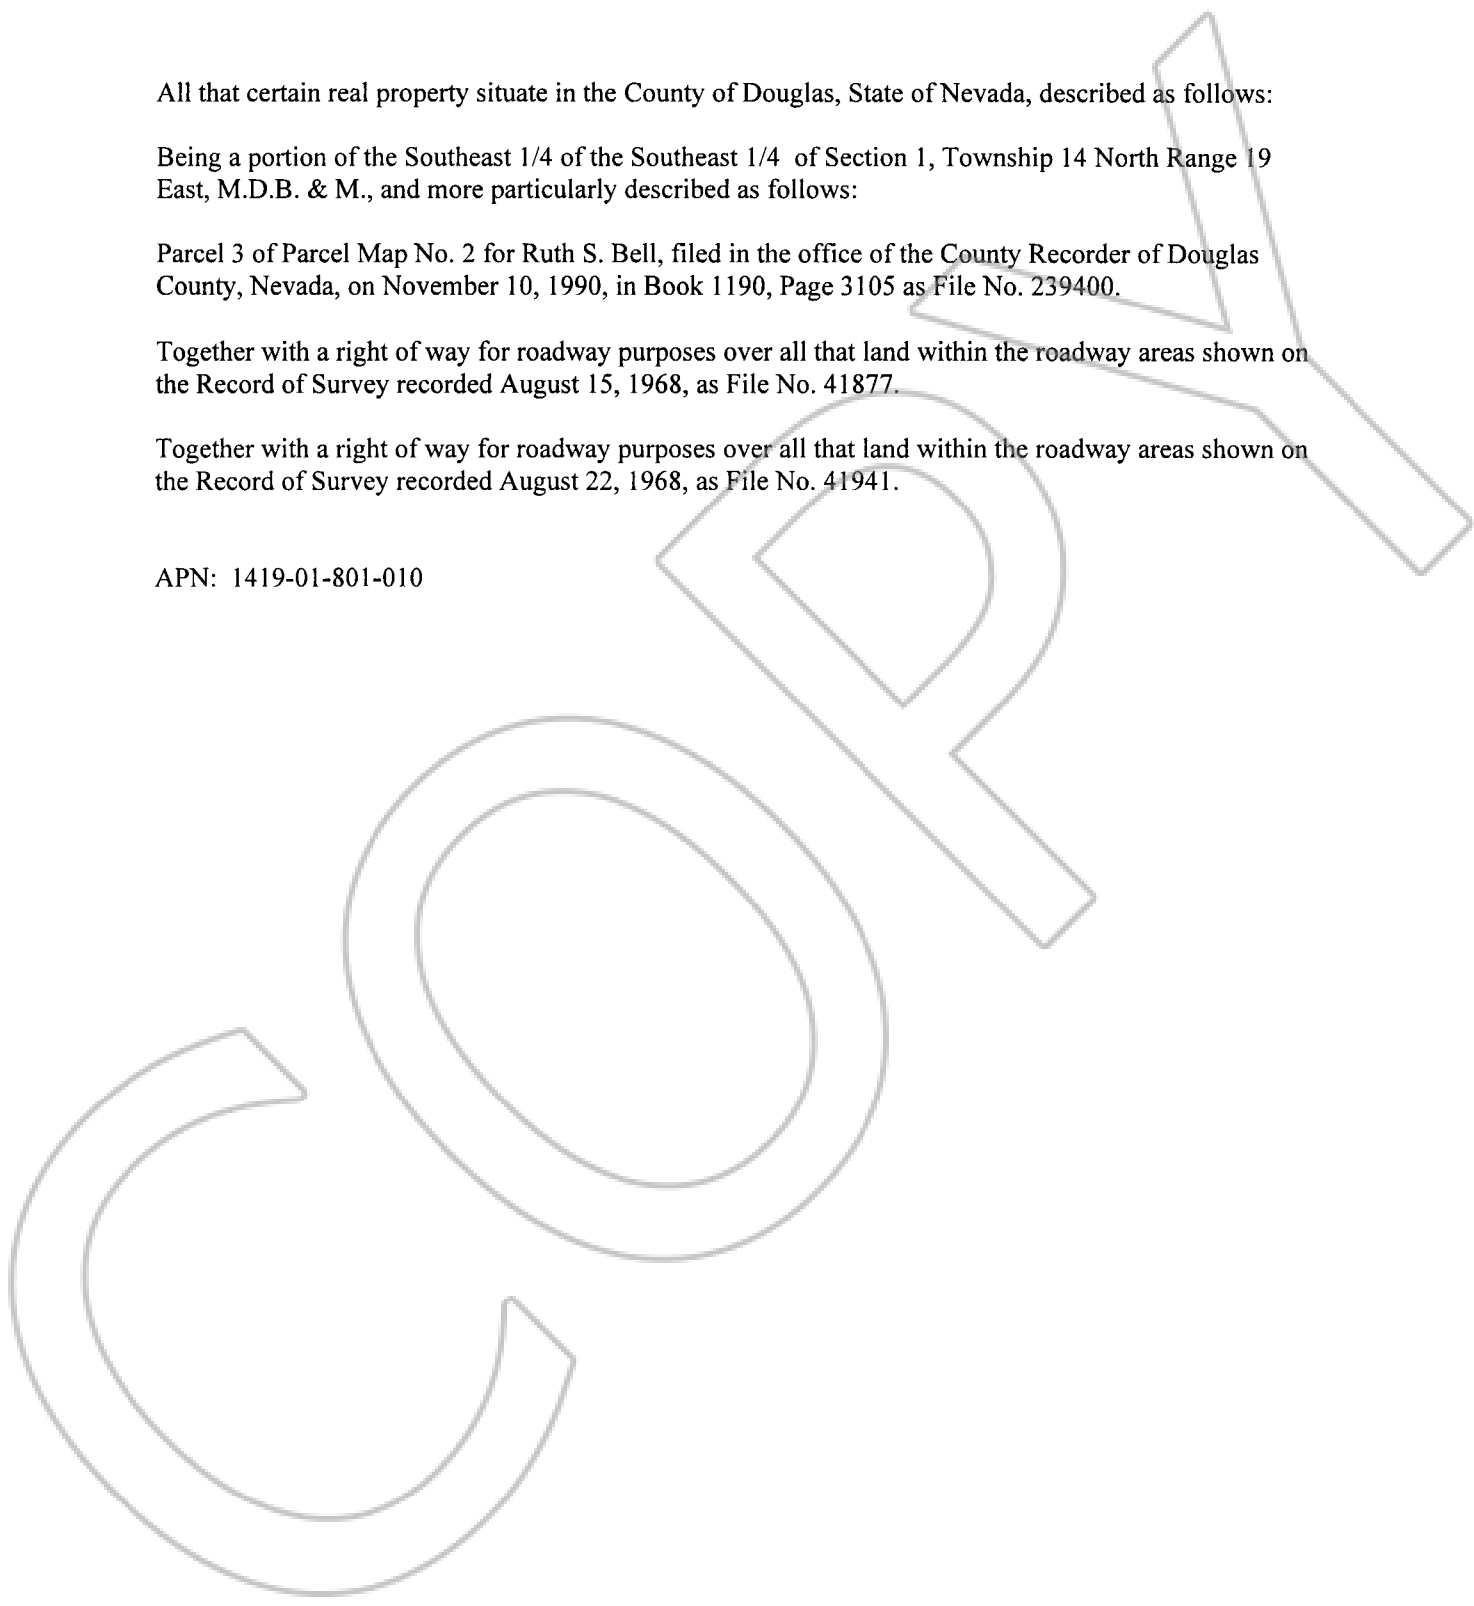 All that certain real property situate in the County of Douglas, State of Nevada, described as follows:
Being a portion of the Southeast 1/4 of the Southeast 1/4 of Section 1, Township 14 North Range 19
East, M.D.B. & M., and more particularly described as follows:
Parcel 3 of Parcel Map No. 2 for Ruth S. Bell, filed in the office of the County Recorder of Douglas
County, Nevada, on November 10, 1990, in Book 1190, Page 3105 as File No. 239400.
Together with a right of way for roadway purposes over all that land within the roadway areas shown on
the Record of Survey recorded August 15, 1968, as File No. 41877.
Together with a right of way for roadway purposes over all that land within the roadway areas shown on
the Record of Survey recorded August 22, 1968, as File No. 41941.
APN: 1419-01-801-010
COPY